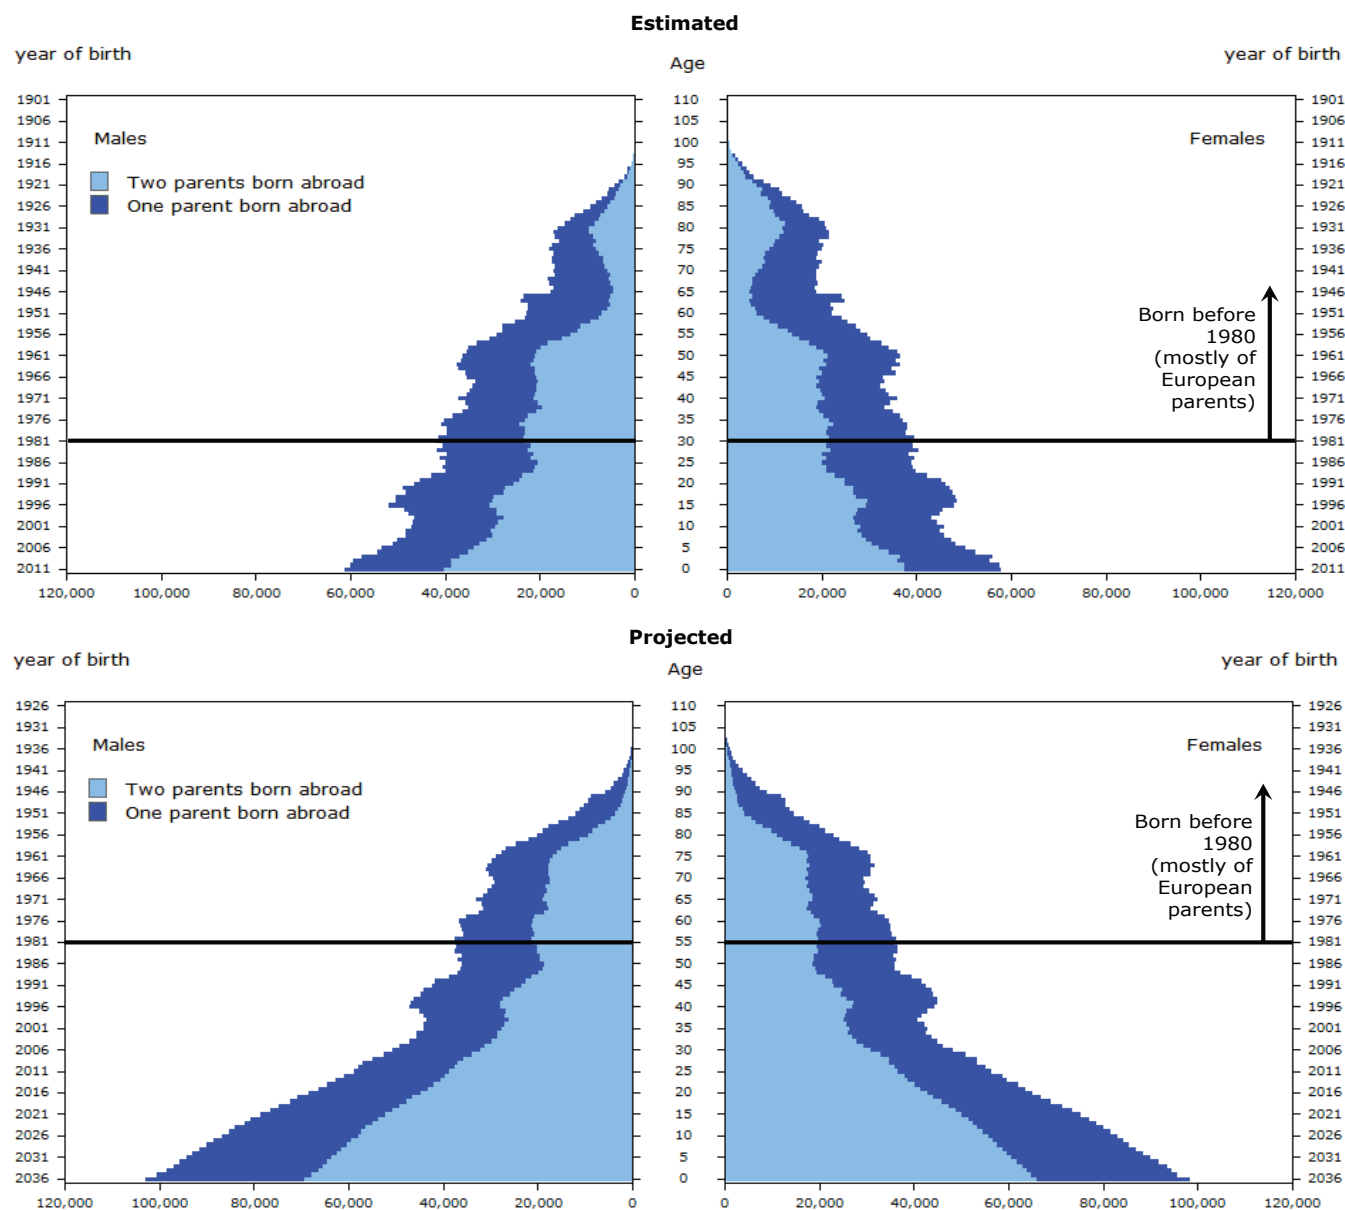 Estimated
year of birth
Age
year of birth
1901 110 1901
1906 105 1906
1911 100 1911
1916 95 1916
1921 90 1921
1926 85 1926
1931 80 1931
1936 75 1936
1941 70 1941
1946 65 1946
1951 60 1951
1956 55 1956
1961 50 1961
1966 45 1966
1971 40 1971
1976 35 1976
1981 30 1981
1986 25 1986
1991 20 1991
1996 15 1996
2001 10 2001
2006 5 2006
2011 0 2011
Males
Two parents born abroad
One parent born abroad
Females
Born before
1980
(mostly of
European
parents)
120,000 100,000 80,000 60,000 40,000 20,000 0 0 20,000 40,000 60,000 80,000 100,000 120,000
Projected
year of birth
Age
year of birth
1926 110 1926
1931 105 1931
1936 100 1936
1941 95 1941
1946 90 1946
1951 85 1951
1956 80 1956
1961 75 1961
1966 70 1966
1971 65 1971
1976 60 1976
1981 55 1981
1986 50 1986
1991 45 1991
1996 40 1996
2001 35 2001
2006 30 2006
2011 25 2011
2016 20 2016
2021 15 2021
2026 10 2026
2031 5 2031
2036 0 2036
Males
Two parents born abroad
One parent born abroad
Females
Born before
1980
(mostly of
European
parents)
120,000 100,000 80,000 60,000 40,000 20,000 0 0 20,000 40,000 60,000 80,000 100,000 120,000